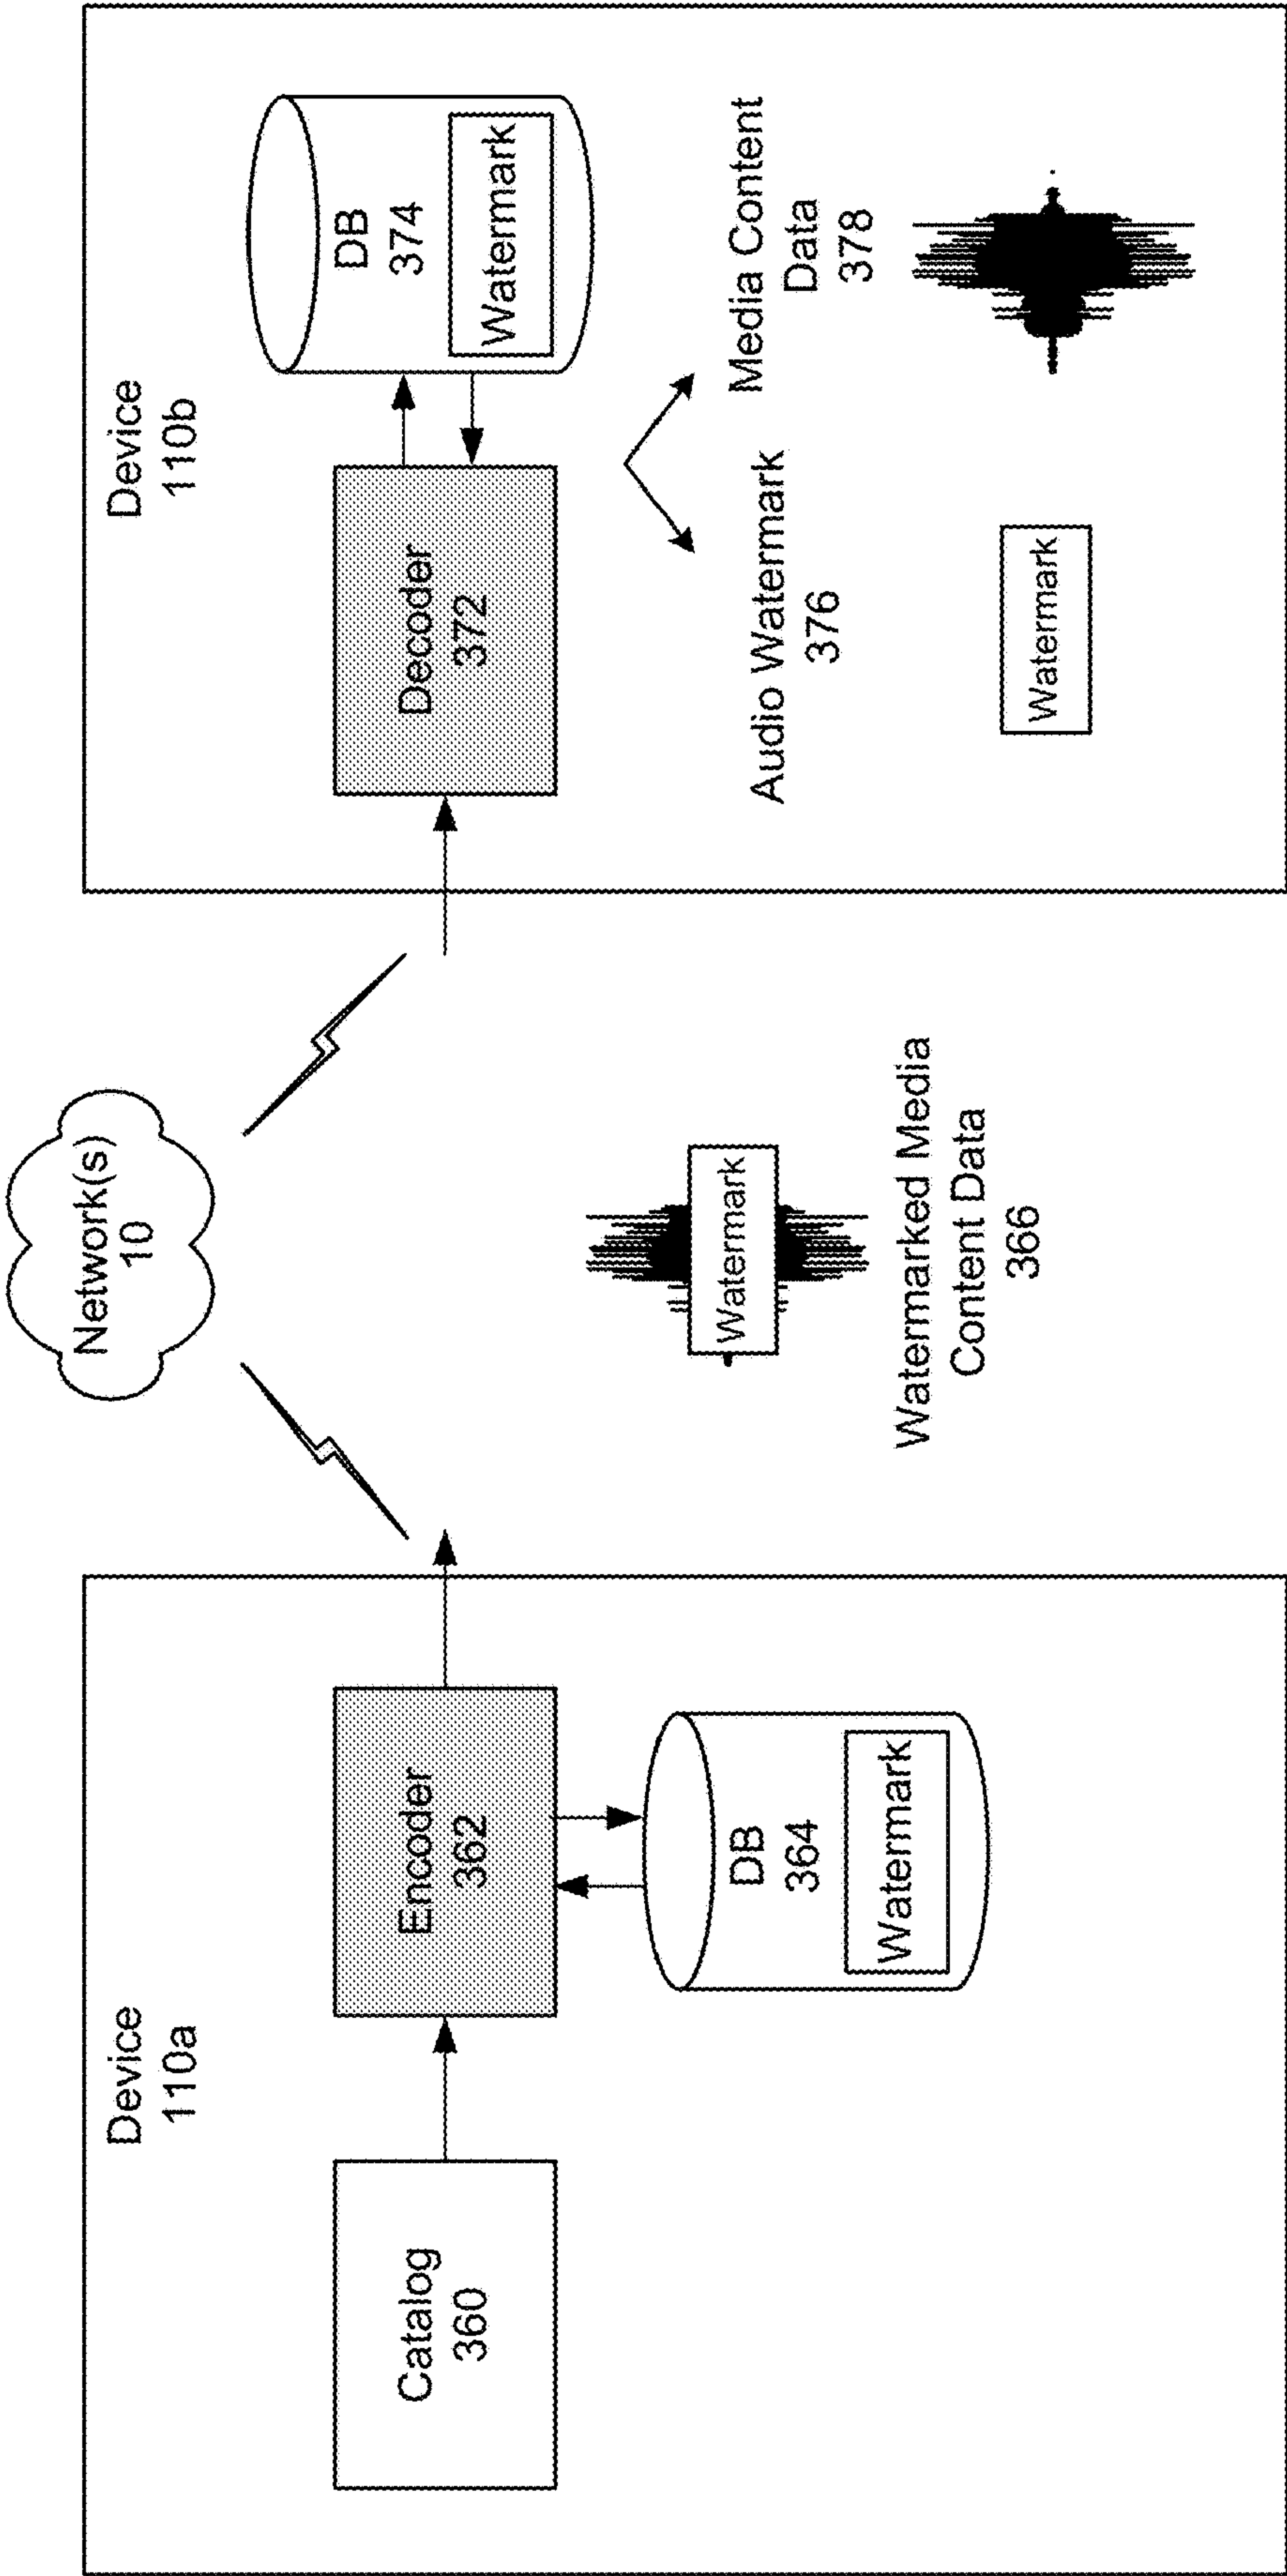 Network(s)
10
Device
110a
Catalog
360
Encoder
362
DB
364
Watermark
Watermark
Watermarked Media
Content Data
366
Device
110b
Decoder
372
DB
374
Watermark
Audio Watermark
376
Watermark
Media Content
Data
378